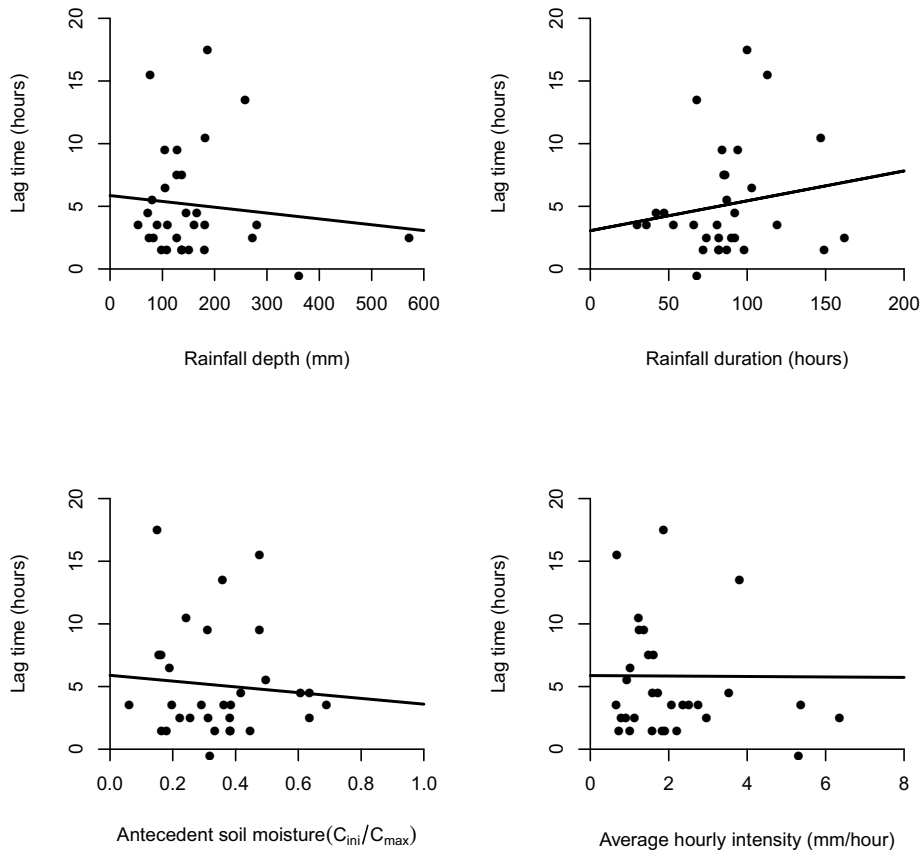 20
15
10
5
0
Lag time (hours)
0 100 200 300 400 500 600
Rainfall depth (mm)
20
15
10
5
0
Lag time (hours)
0 50 100 150 200
Rainfall duration (hours)
20
15
10
5
0
Lag time (hours)
0.0 0.2 0.4 0.6 0.8 1.0
Antecedent soil moisture(Cini/Cmax)
20
15
10
5
0
Lag time (hours)
0 2 4 6 8
Average hourly intensity (mm/hour)